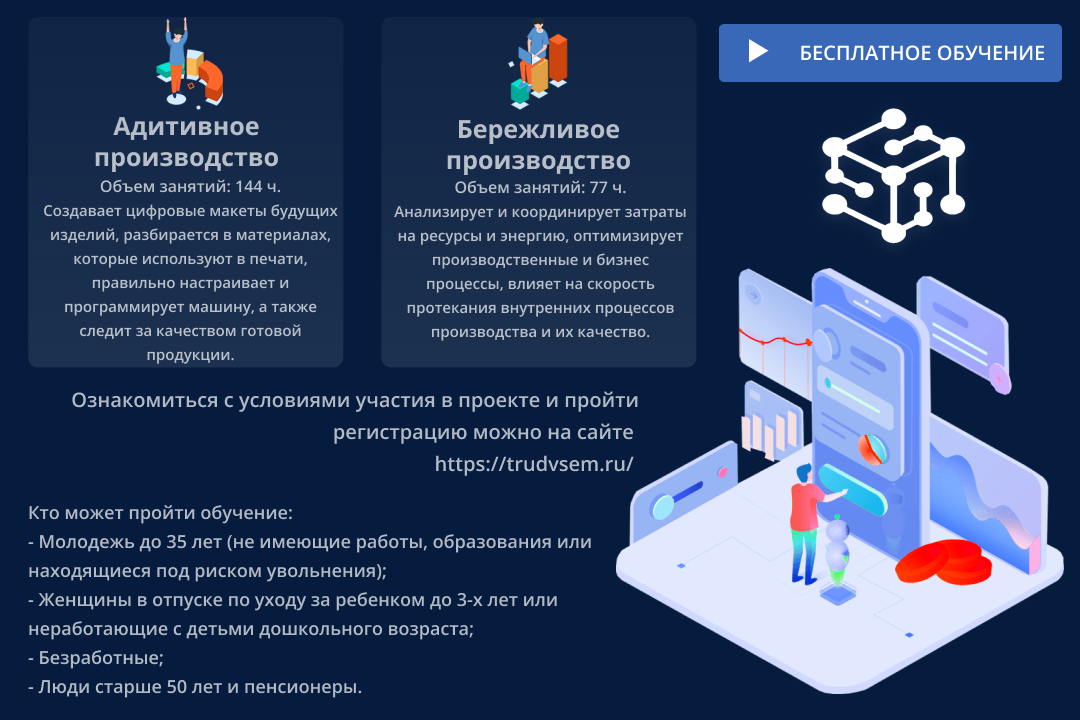 Адитивное
производство
Объем занятий: 144 ч.
Создавает цифровые макеты будущих
изделий, разбирается в материалах,
которые используют в печати,
правильно настраивает и
программирует машину, а также
следит за качеством готовой
продукции.
Бережливое
производство
Объем занятий: 77 ч.
Анализирует и координирует затраты
на ресурсы и энергию, оптимизирует
производственные и бизнес
процессы, влияет на скорость
протекания внутренних процессов
производства и их качество.
БЕСПЛАТНОЕ ОБУЧЕНИЕ
Ознакомиться с условиями участия в проекте и пройти
регистрацию можно на сайте
https://trudvsem.ru/
Кто может пройти обучение:
- Молодежь до 35 лет (не имеющие работы, образования или
находящиеся под риском увольнения);
- Женщины в отпуске по уходу за ребенком до 3-х лет или
неработающие с детьми дошкольного возраста;
- Безработные;
- Люди старше 50 лет и пенсионеры.